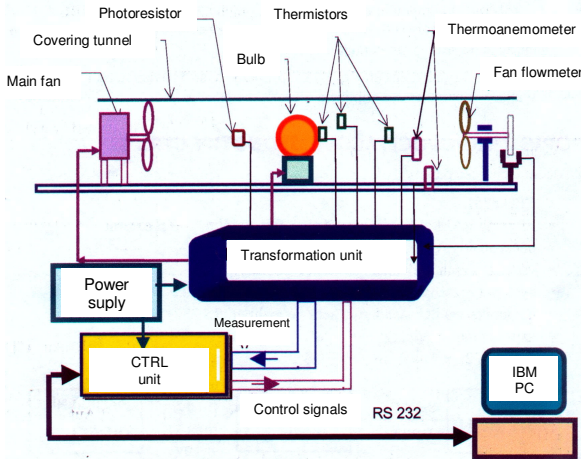 Photoresistor
Thermistors
Covering tunnel
Thermoanemometer
Bulb
Main fan
Fan flowmeter
Transformation unit
Power
suply
Measurement
CTRL
unit
IBM
PC
Control signals
RS 232